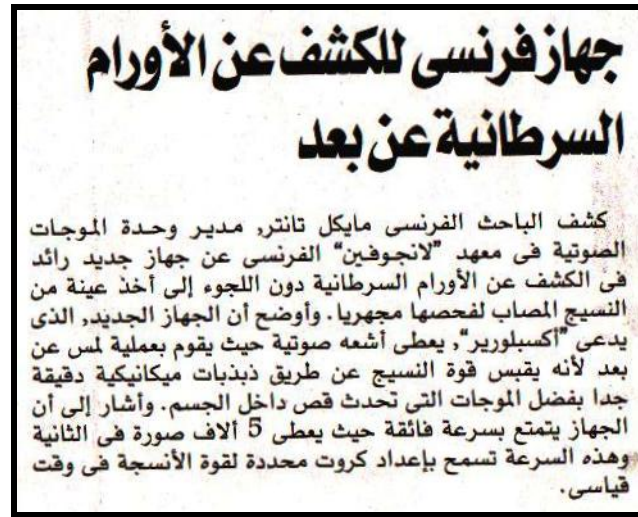 جهاز فرنسى للكشف عن الأورام
السرطانية عن بعد
كشف الباحث الفرنسى مايكل تانتر, مدير وحدة الموجات
الصوتية فى معهد "لانجوفين" الفرنسى عن جهاز جديد رائد
فى الكشف عن الأورام السرطانية دون اللجوء إلى أخذ عينة من
النسيج المصاب لفحصها مجهريا. وأوضح أن الجهاز الجديد, الذى
يدعى "أكسبلورير", يعطى أشعه صوتية حيث يقوم بعملية لمس عن
بعد لأنه يقبس قوة النسيج عن طريق ذبذبات ميكانيكية دقيقة
جدا بفضل الموجات التى تحدث قص داخل الجسم. وأشار إلى أن
الجهاز يتمتع بسرعة فائقة حيث يعطى 5 ألاف صورة فى الثانية
وهذه السرعة تسمح بإعداد كروت محددة لقوة الأنسجة فى وقت
قياسى.